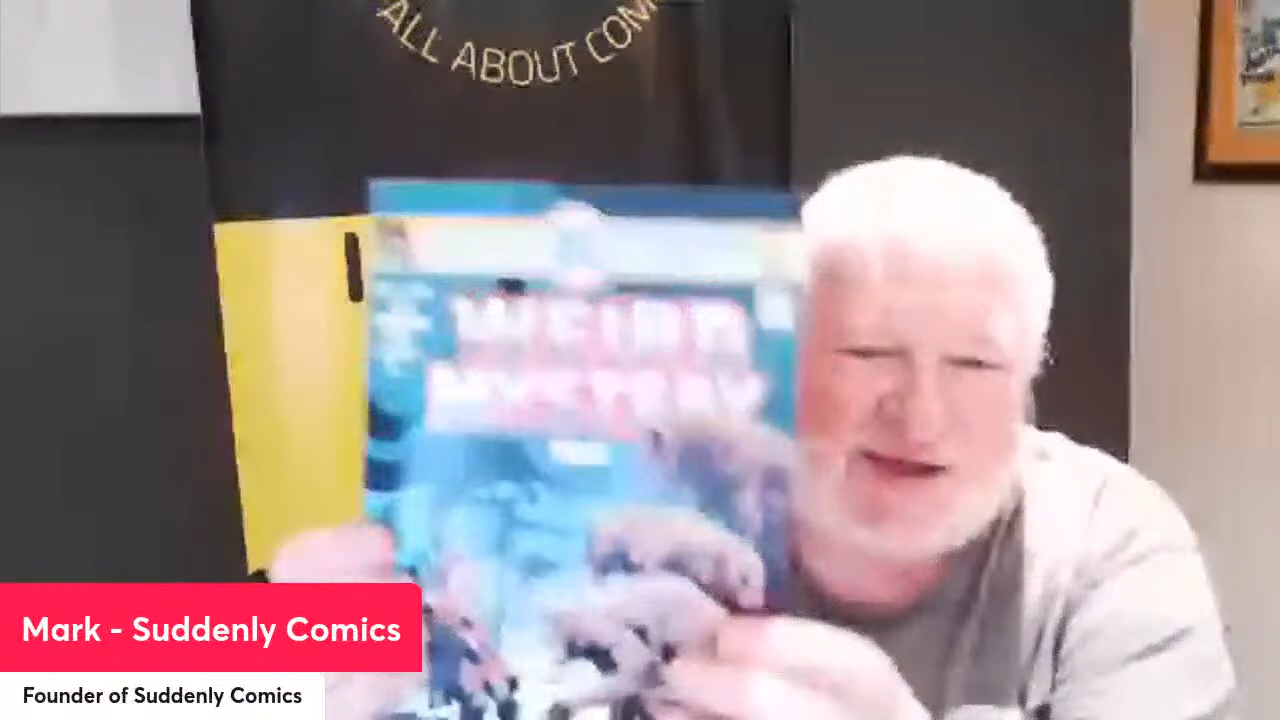 ALL ABOUT COM
WEIRD
MYSTERY
Mark - Suddenly Comics
Founder of Suddenly Comics